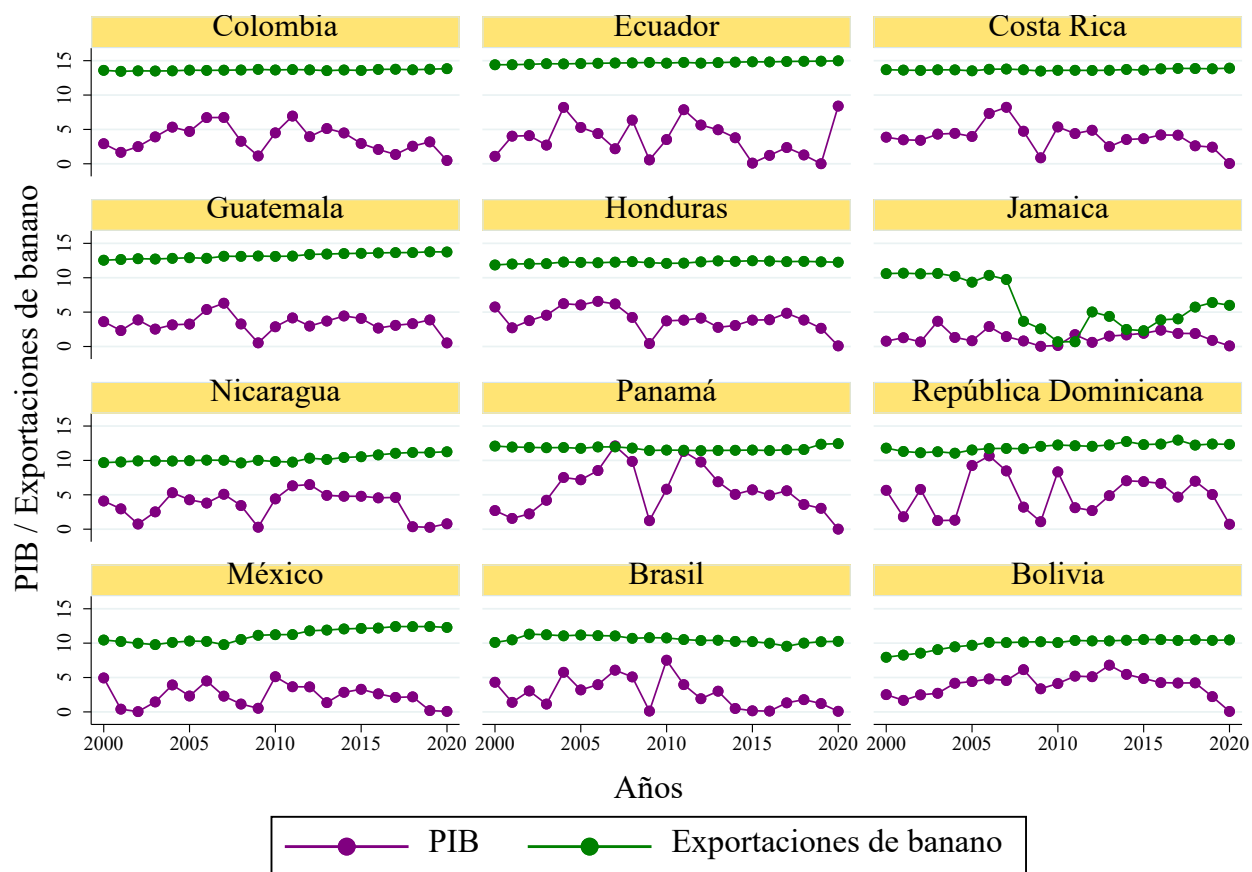 Colombia
Ecuador
Costa Rica
15
10
5
0
Guatemala
Honduras
Jamaica
15
10
5
0
Nicaragua
Panamá
República Dominicana
15
10
5
0
México
Brasil
Bolivia
15
10
5
0
PIB / Exportaciones de banano
2000 2005 2010 2015 2020
2000 2005 2010 2015 2020
2000 2005 2010 2015 2020
Años
PIB
Exportaciones de banano